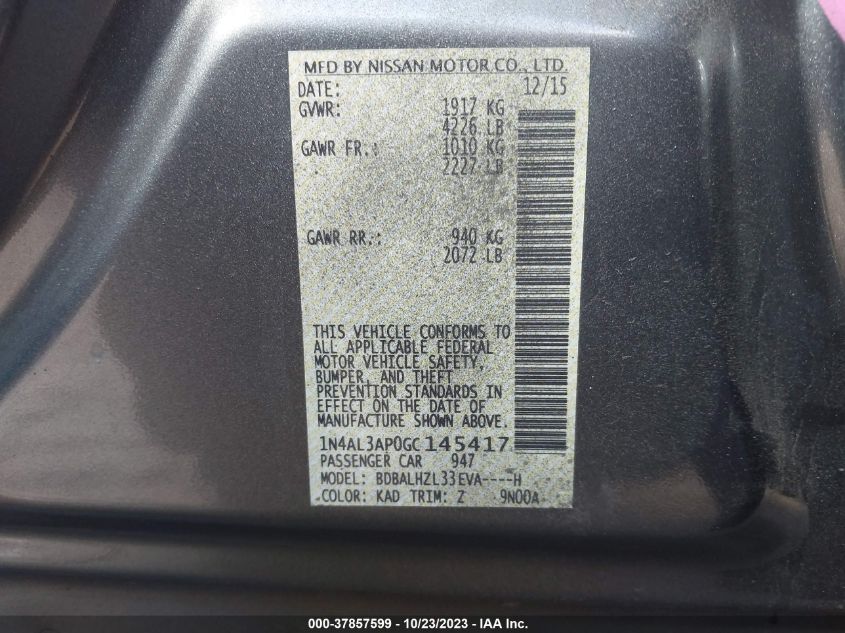 MFD BY NISSAN MOTOR CO., LTD.
DATE: 12/15
GVWR: 1917 KG
4226 LB
GAWR FR.: 1010 KG
2227 LB
GAWR RR.: 940 KG
2072 LB
THIS VEHICLE CONFORMS TO
ALL APPLICABLE FEDERAL
MOTOR VEHICLE SAFETY,
BUMPER, AND THEFT
PREVENTION STANDARDS IN
EFFECT ON THE DATE OF
MANUFACTURE SHOWN ABOVE.
1N4AL3AP0GC145417
PASSENGER CAR 947
MODEL: BDBALHZL33EVA----H
COLOR: KAD TRIM: Z 9N00A
000-37857599 - 10/23/2023 - IAA Inc.